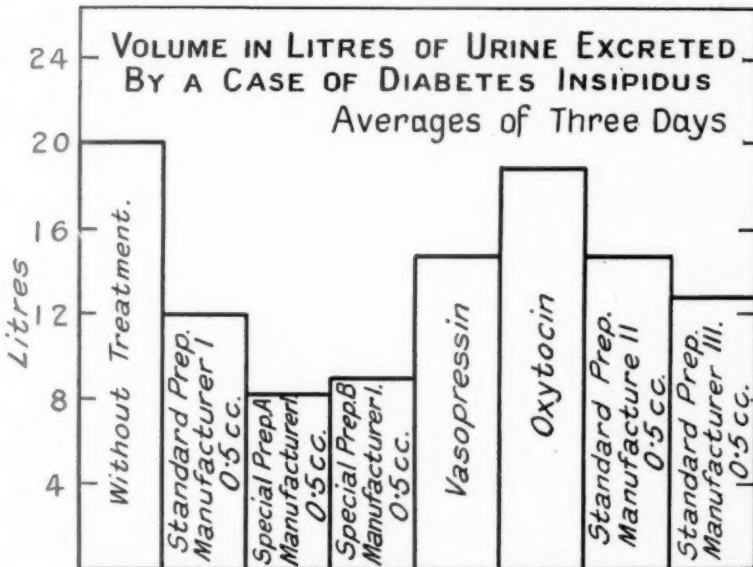 VOLUME IN LITRES OF URINE EXCRETED
BY A CASE OF DIABETES INSIPIDUS
Averages of Three Days
Litres
24
20
16
12
8
4
Without Treatment.
Standard Prep.
Manufacturer I
0.5 cc.
Special Prep.A
Manufacturer I.
0.5 cc.
Special Prep.B
Manufacturer I.
0.5 cc.
Vasopressin
Oxytocin
Standard Prep.
Manufacture II
0.5 cc.
Standard Prep.
Manufacturer III.
0.5 cc.